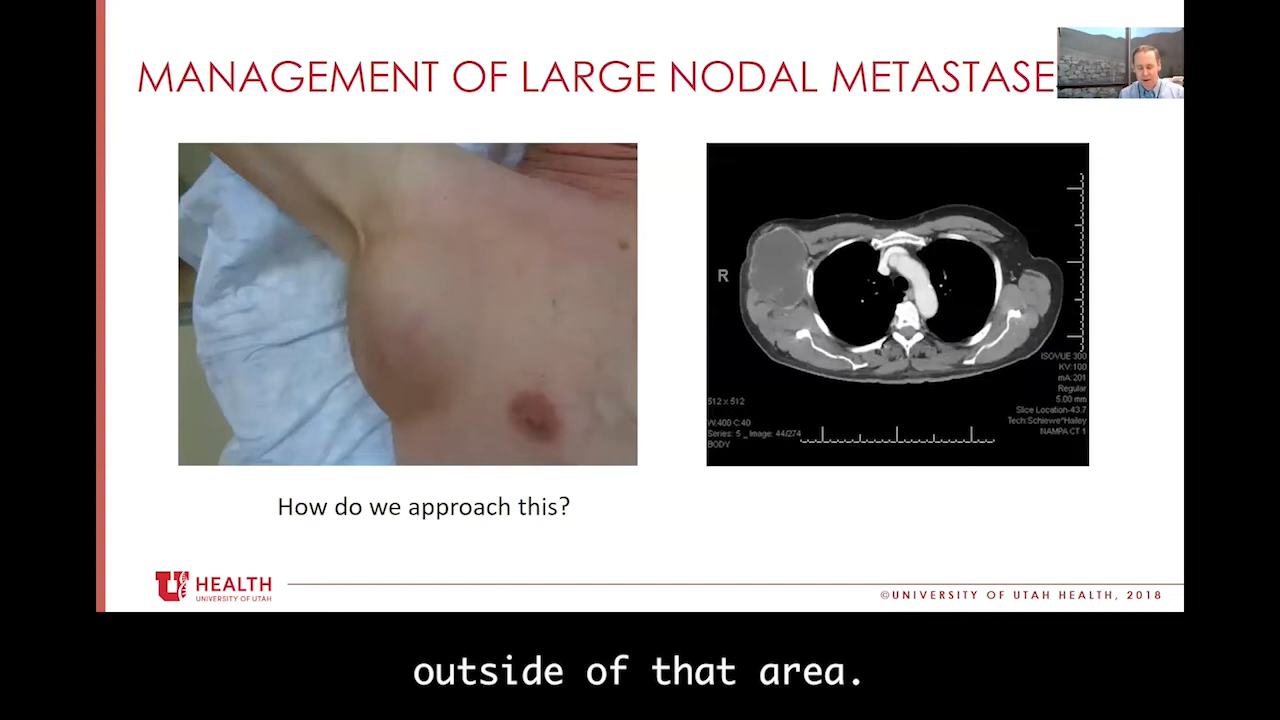 MANAGEMENT OF LARGE NODAL METASTASE
R
ISOVUE 300
KV:100
mA:201
Regular
5.00 mm
Slice Location-43.7
Tech:Schiewe^Hailey
NAMPA CT 1
512 x 512
W:400 C:40
Series: 5 _ Image: 44/274
BODY
How do we approach this?
U HEALTH
UNIVERSITY OF UTAH
©UNIVERSITY OF UTAH HEALTH, 2018
outside of that area.